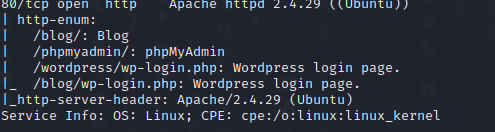 80/tcp open  http    Apache httpd 2.4.29 ((Ubuntu))
| http-enum:
|   /blog/: Blog
|   /phpmyadmin/: phpMyAdmin
|   /wordpress/wp-login.php: Wordpress login page.
|_  /blog/wp-login.php: Wordpress login page.
|_http-server-header: Apache/2.4.29 (Ubuntu)
Service Info: OS: Linux; CPE: cpe:/o:linux:linux_kernel